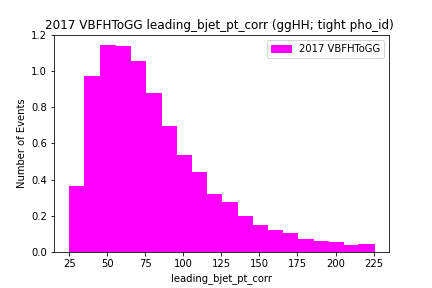 2017 VBFHToGG leading_bjet_pt_corr (ggHH; tight pho_id)
2017 VBFHToGG
Number of Events
1.2
1.0
0.8
0.6
0.4
0.2
0.0
25 50 75 100 125 150 175 200 225
leading_bjet_pt_corr